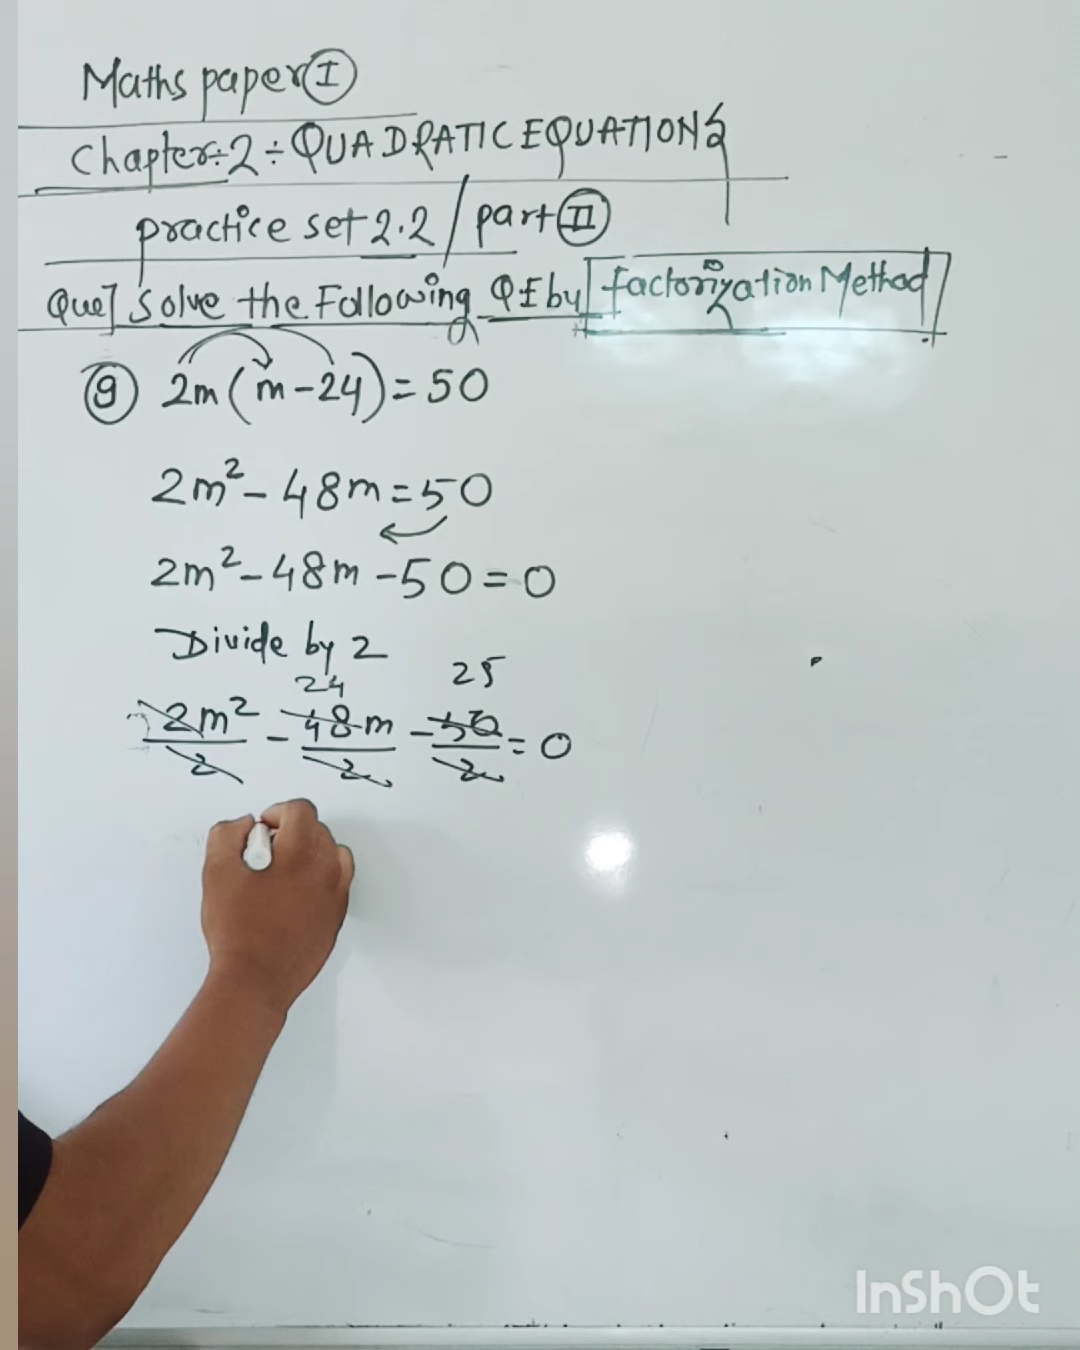 Maths paper I
Chapter÷2÷QUADRATIC EQUATIONS
practice set 2.2 / part II
Que] Solve the Following QE by factorization Method
9 2m(m-24)=50
2m²-48m=50
2m²-48m-50=0
Divide by 2
24 25
2m²/2 - 48m/2 - 50/2 = 0
InShOt